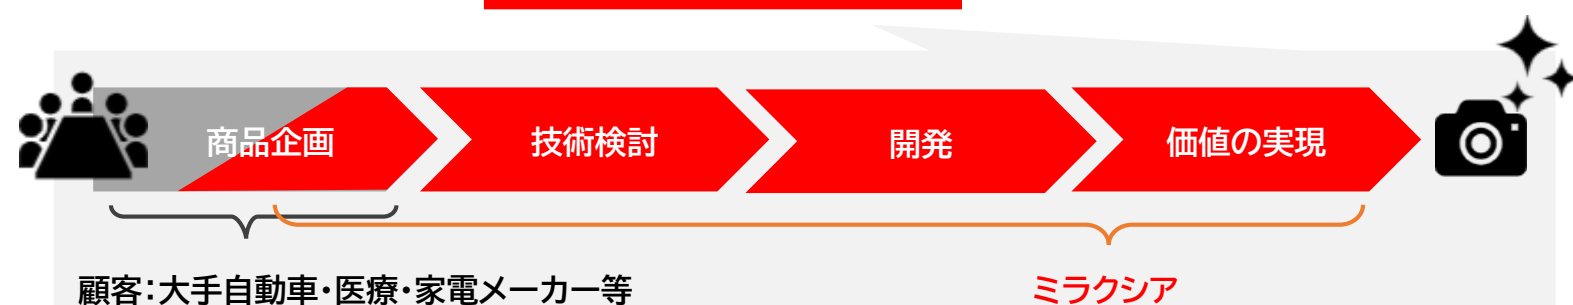 商品企画
技術検討
開発
価値の実現
顧客：大手自動車・医療・家電メーカー等
ミラクシア